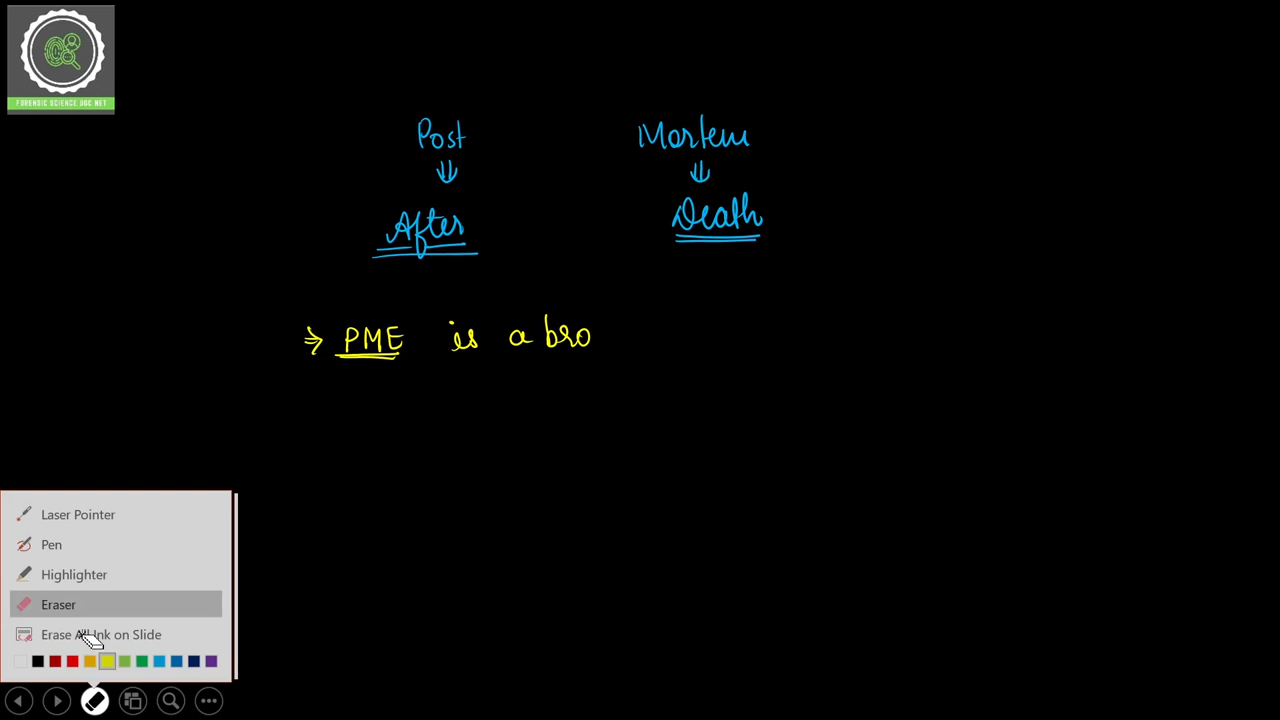 FORENSIC SCIENCE UGC NET
Post Mortem
⇓ ⇓
After Death
⇒ PME is a bro
Laser Pointer
Pen
Highlighter
Eraser
Erase All Ink on Slide